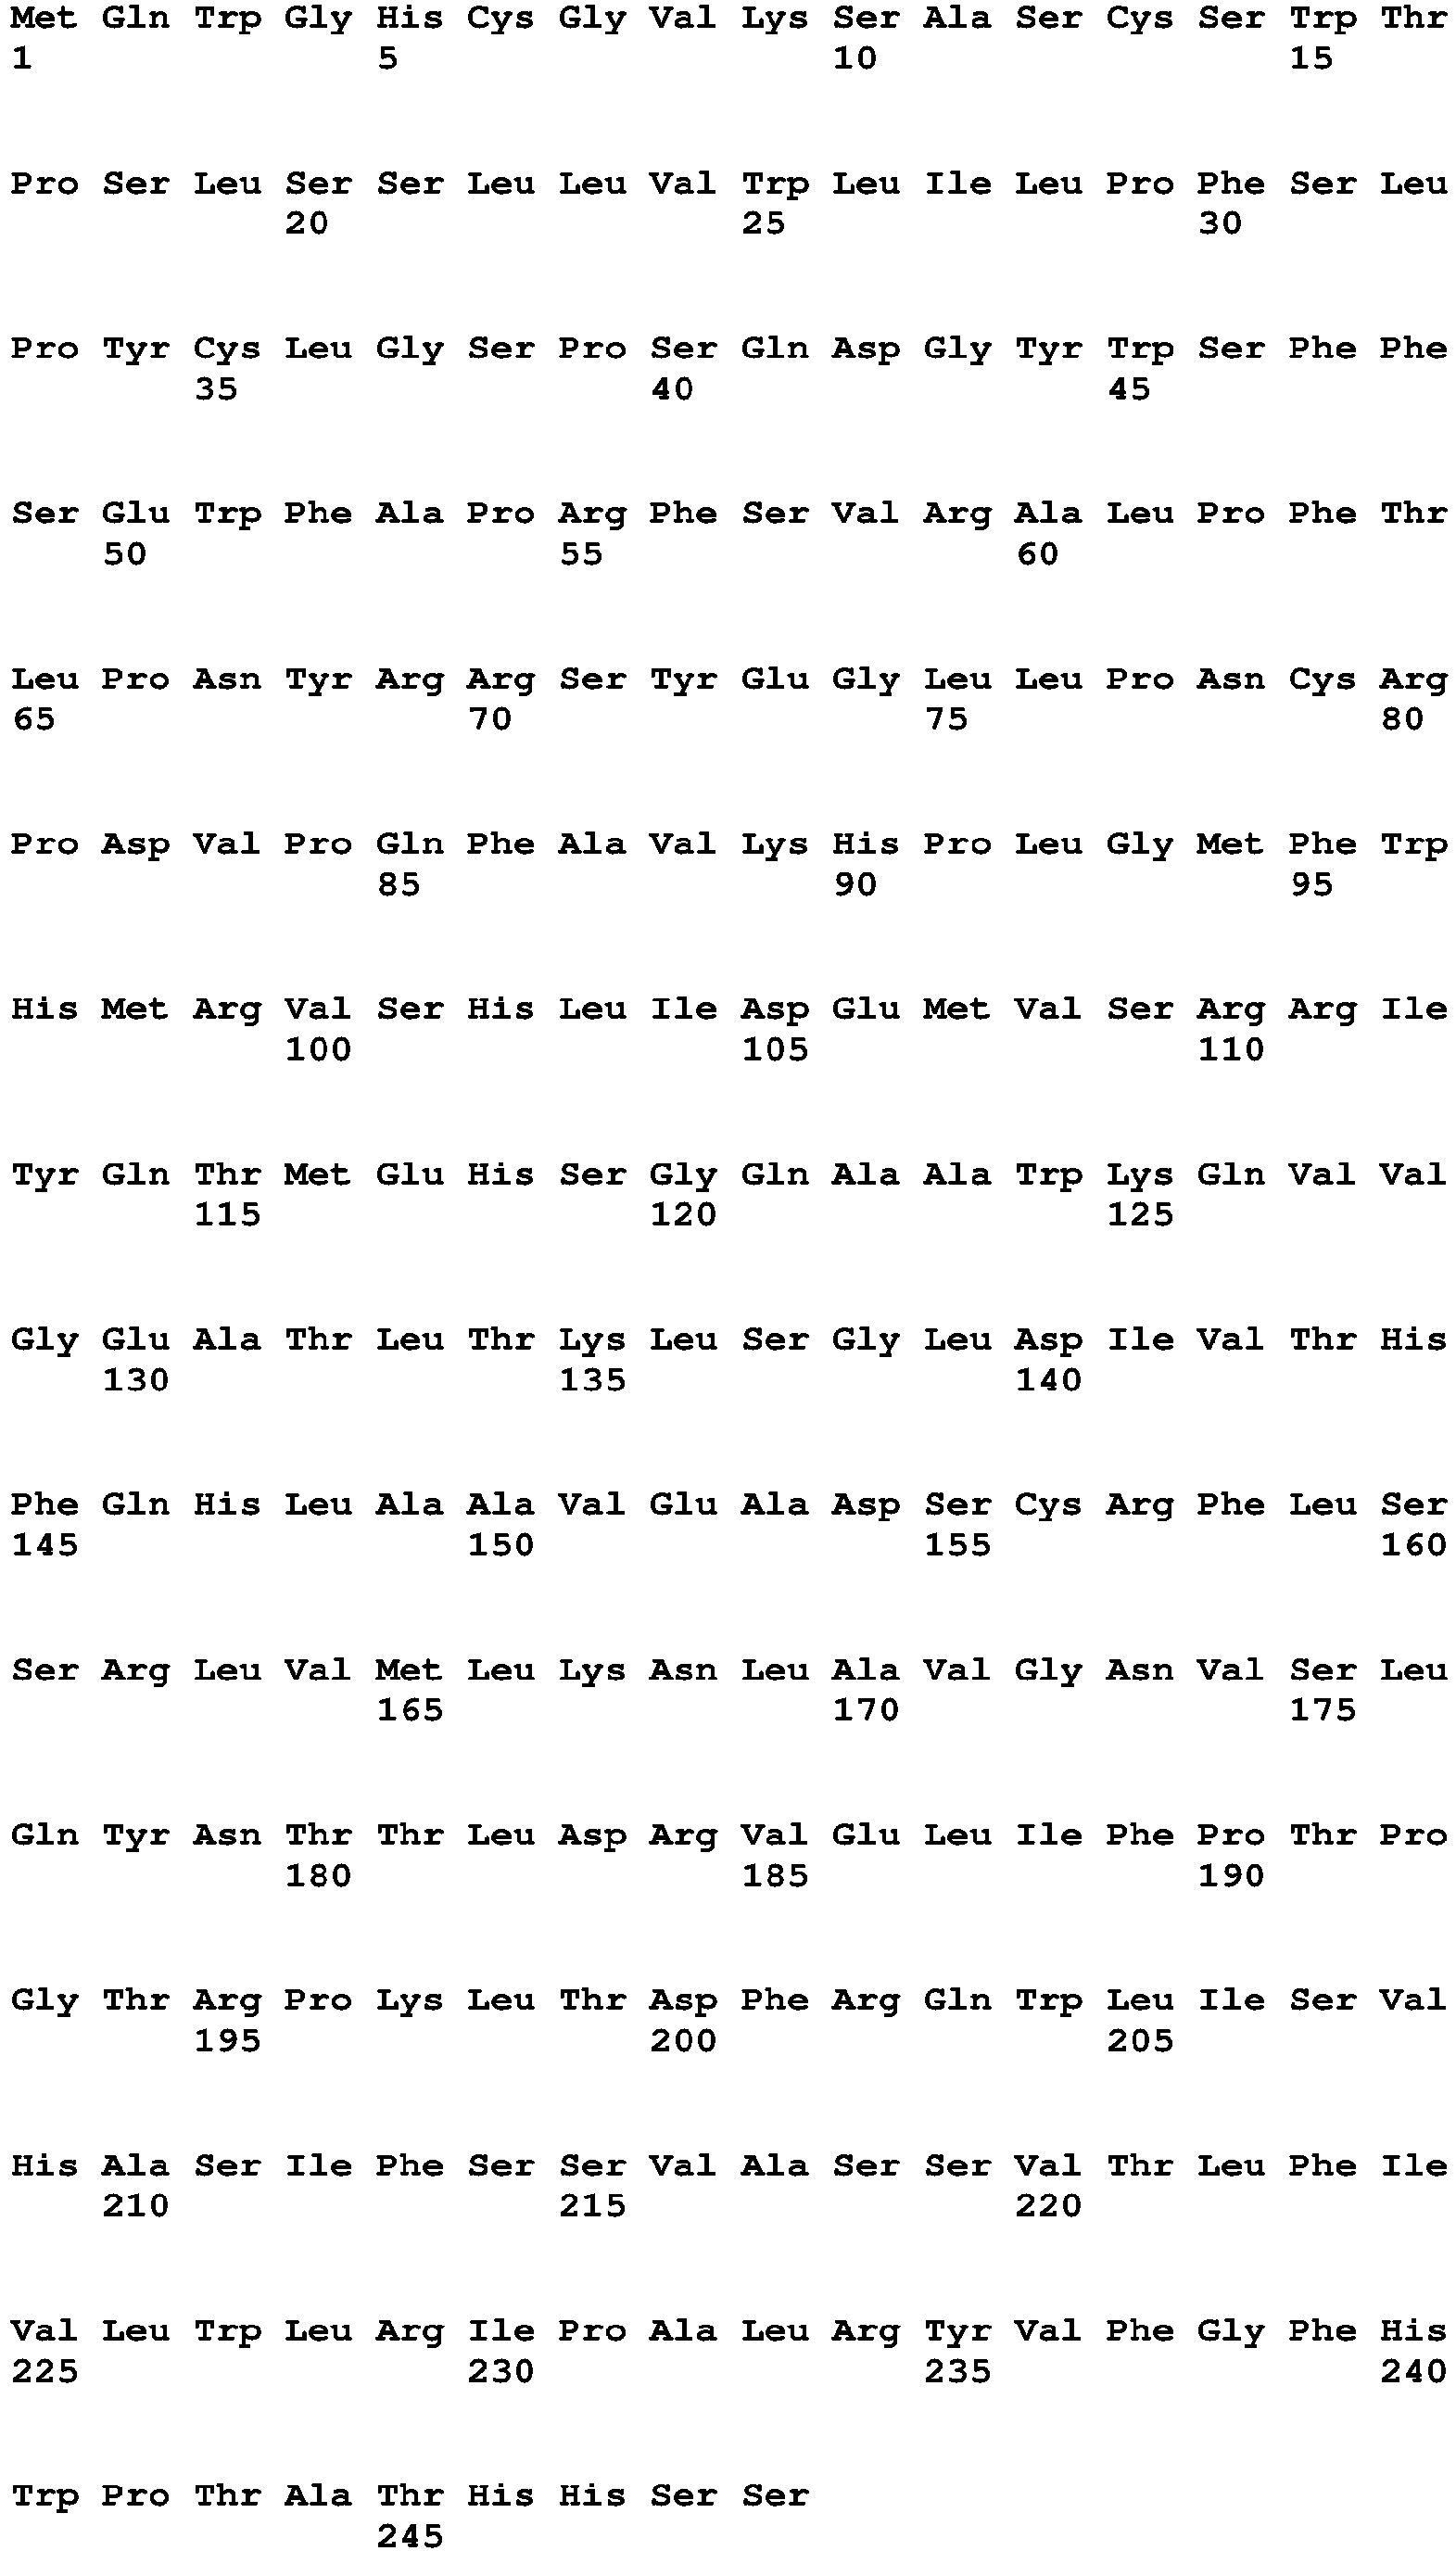 Met Gln Trp Gly His Cys Gly Val Lys Ser Ala Ser Cys Ser Trp Thr
1 5 10 15
Pro Ser Leu Ser Ser Leu Leu Val Trp Leu Ile Leu Pro Phe Ser Leu
20 25 30
Pro Tyr Cys Leu Gly Ser Pro Ser Gln Asp Gly Tyr Trp Ser Phe Phe
35 40 45
Ser Glu Trp Phe Ala Pro Arg Phe Ser Val Arg Ala Leu Pro Phe Thr
50 55 60
Leu Pro Asn Tyr Arg Arg Ser Tyr Glu Gly Leu Leu Pro Asn Cys Arg
65 70 75 80
Pro Asp Val Pro Gln Phe Ala Val Lys His Pro Leu Gly Met Phe Trp
85 90 95
His Met Arg Val Ser His Leu Ile Asp Glu Met Val Ser Arg Arg Ile
100 105 110
Tyr Gln Thr Met Glu His Ser Gly Gln Ala Ala Trp Lys Gln Val Val
115 120 125
Gly Glu Ala Thr Leu Thr Lys Leu Ser Gly Leu Asp Ile Val Thr His
130 135 140
Phe Gln His Leu Ala Ala Val Glu Ala Asp Ser Cys Arg Phe Leu Ser
145 150 155 160
Ser Arg Leu Val Met Leu Lys Asn Leu Ala Val Gly Asn Val Ser Leu
165 170 175
Gln Tyr Asn Thr Thr Leu Asp Arg Val Glu Leu Ile Phe Pro Thr Pro
180 185 190
Gly Thr Arg Pro Lys Leu Thr Asp Phe Arg Gln Trp Leu Ile Ser Val
195 200 205
His Ala Ser Ile Phe Ser Ser Val Ala Ser Ser Val Thr Leu Phe Ile
210 215 220
Val Leu Trp Leu Arg Ile Pro Ala Leu Arg Tyr Val Phe Gly Phe His
225 230 235 240
Trp Pro Thr Ala Thr His His Ser Ser
245